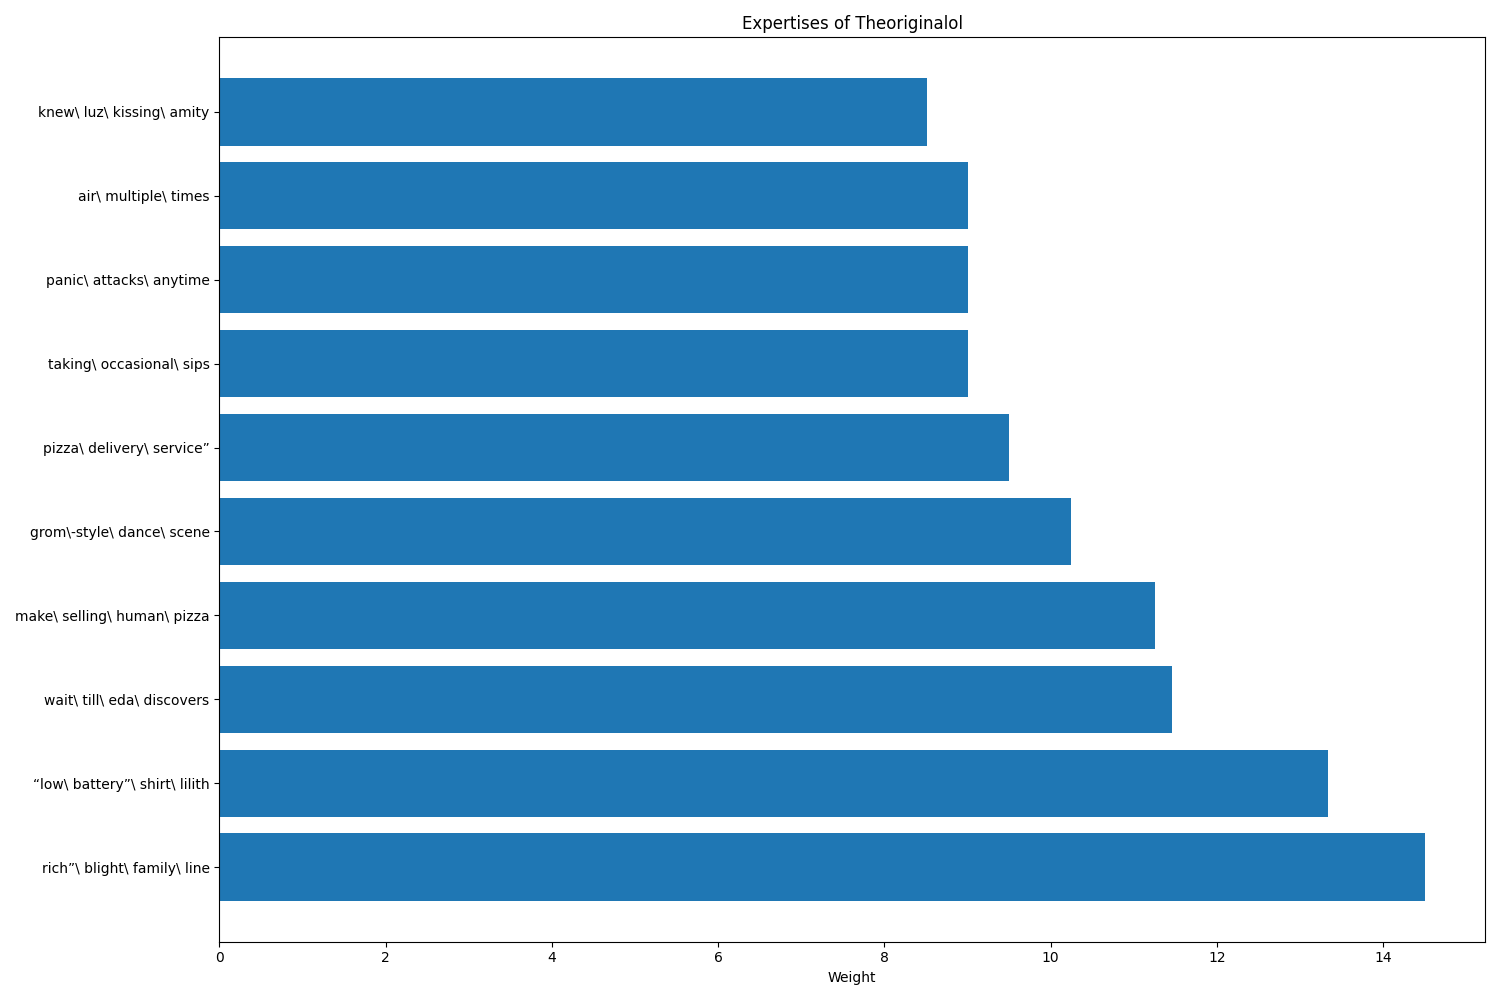 Expertises of Theoriginalol
knew\ luz\ kissing\ amity
air\ multiple\ times
panic\ attacks\ anytime
taking\ occasional\ sips
pizza\ delivery\ service”
grom\-style\ dance\ scene
make\ selling\ human\ pizza
wait\ till\ eda\ discovers
“low\ battery”\ shirt\ lilith
rich”\ blight\ family\ line
0 2 4 6 8 10 12 14
Weight